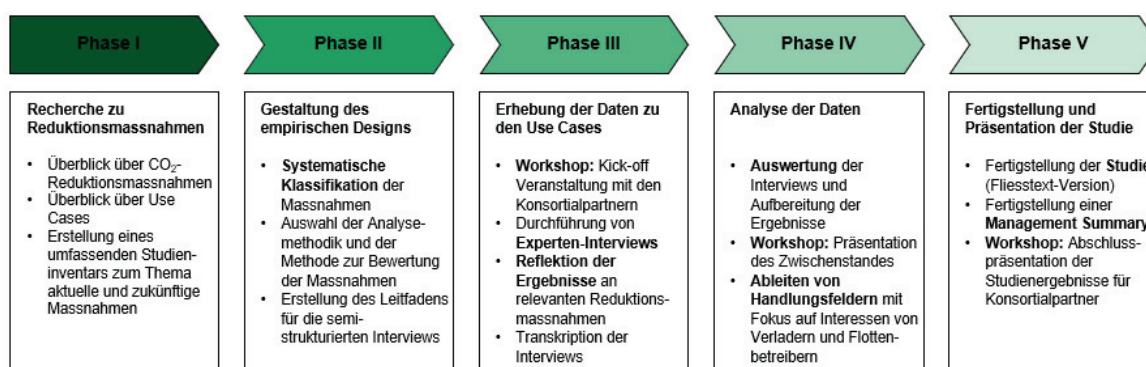 Phase I
Phase II
Phase III
Phase IV
Phase V
Recherche zu
Reduktionsmassnahmen
• Überblick über CO₂-
Reduktionsmassnahmen
• Überblick über Use
Cases
• Erstellung eines
umfassenden Studien-
inventars zum Thema
aktuelle und zukünftige
Massnahmen
Gestaltung des
empirischen Designs
• Systematische
Klassifikation der
Massnahmen
• Auswahl der Analyse-
methodik und der
Methode zur Bewertung
der Massnahmen
• Erstellung des Leitfadens
für die semi-
strukturierten Interviews
Erhebung der Daten zu
den Use Cases
• Workshop: Kick-off
Veranstaltung mit den
Konsortialpartnern
• Durchführung von
Experten-Interviews
• Reflektion der
Ergebnisse an
relevanten Reduktions-
massnahmen
• Transkription der
Interviews
Analyse der Daten
• Auswertung der
Interviews und
Aufbereitung der
Ergebnisse
• Workshop: Präsentation
des Zwischenstandes
• Ableiten von
Handlungsfeldern mit
Fokus auf Interessen von
Verladern und Flotten-
betreibern
Fertigstellung und
Präsentation der Studie
• Fertigstellung der Studie
(Fliesstext-Version)
• Fertigstellung einer
Management Summary
• Workshop: Abschluss-
präsentation der
Studienergebnisse für
Konsortialpartner